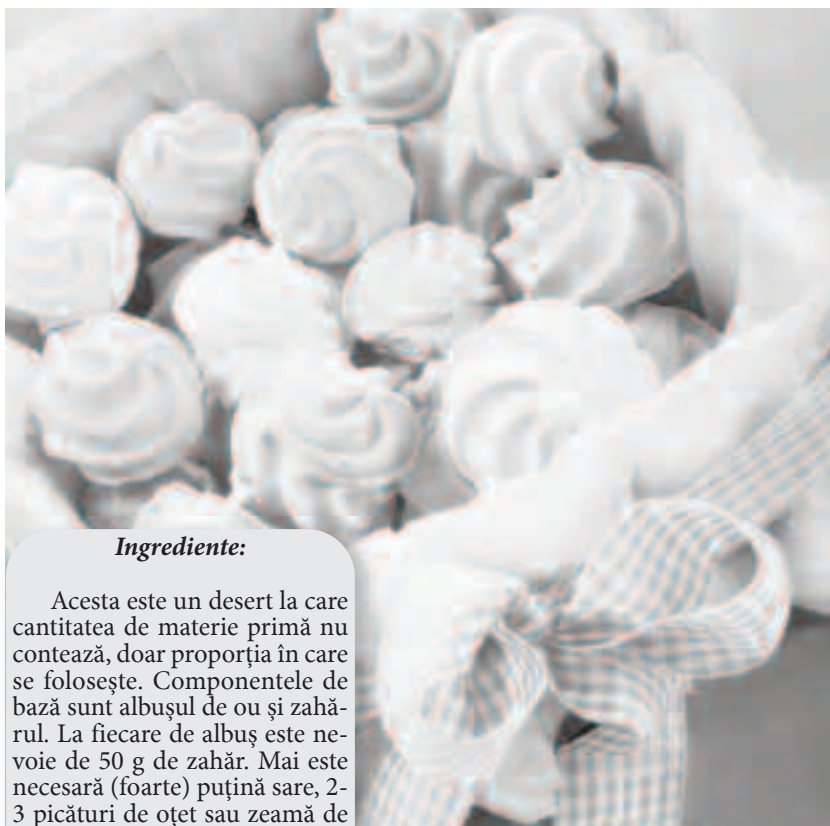 Ingrediente:
Acesta este un desert la care
cantitatea de materie primă nu
contează, doar proporția în care
se folosește. Componentele de
bază sunt albușul de ou și zahă-
rul. La fiecare de albuș este ne-
voie de 50 g de zahăr. Mai este
necesară (foarte) puțină sare, 2-
3 picături de oțet sau zeamă de